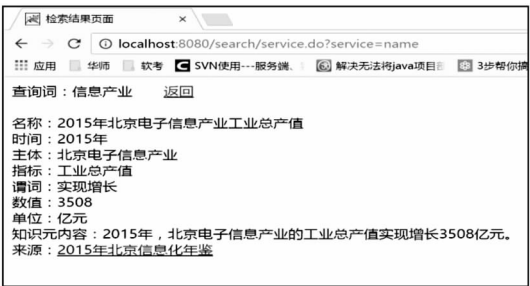 检索结果页面 ×
localhost:8080/search/service.do?service=name
应用 华师 软考 SVN使用---服务端. 解决无法将java项目 3步帮你搞
查询词：信息产业 返回
名称：2015年北京电子信息产业工业总产值
时间：2015年
主体：北京电子信息产业
指标：工业总产值
谓词：实现增长
数值：3508
单位：亿元
知识元内容：2015年，北京电子信息产业的工业总产值实现增长3508亿元。
来源：2015年北京信息化年鉴